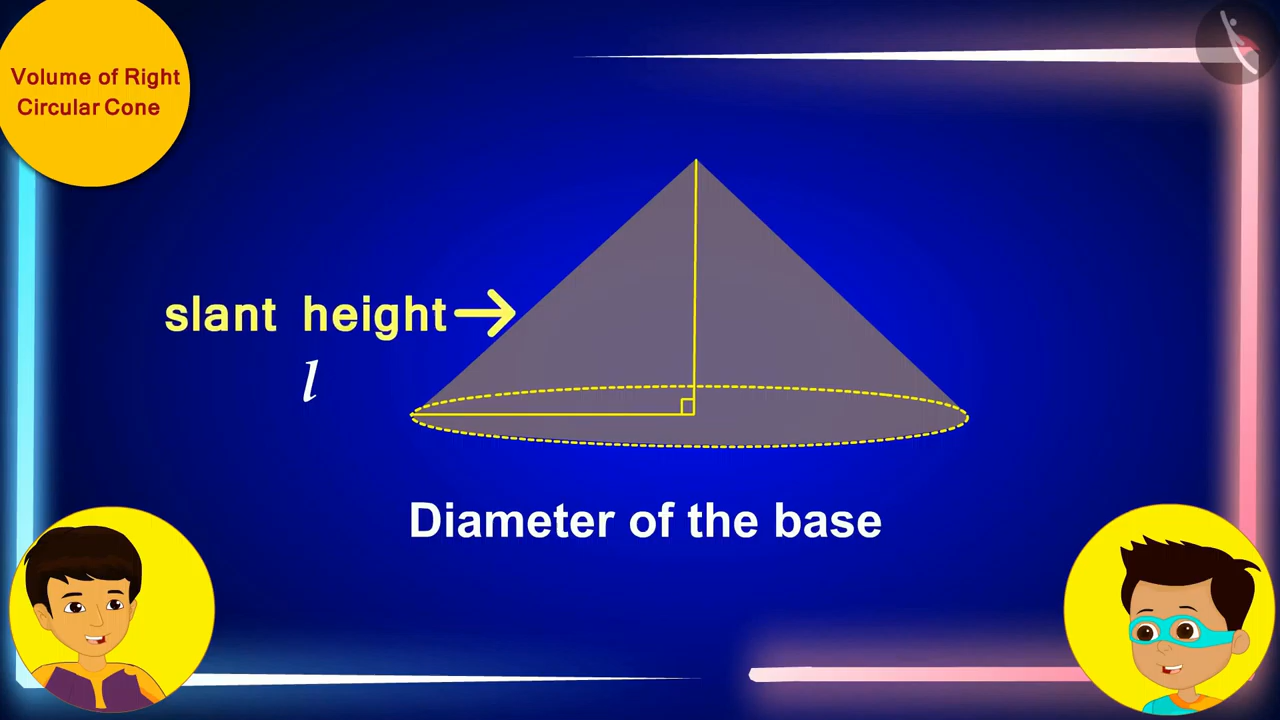 Volume of Right
Circular Cone
slant height
l
Diameter of the base